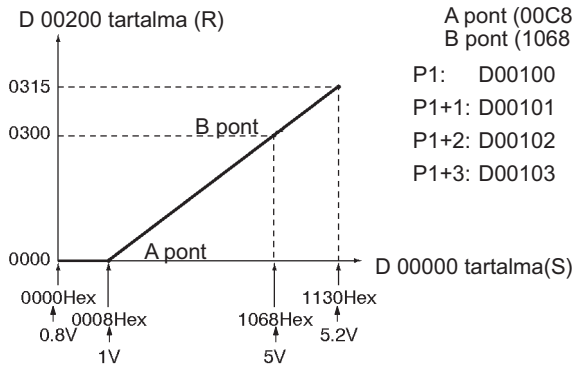 D 00200 tartalma (R)
A pont (00C8
B pont (1068
P1: D00100
P1+1: D00101
P1+2: D00102
P1+3: D00103
0315
0300
B pont
0000
A pont
D 00000 tartalma(S)
0000Hex
0008Hex
1068Hex
1130Hex
0.8V
1V
5V
5.2V